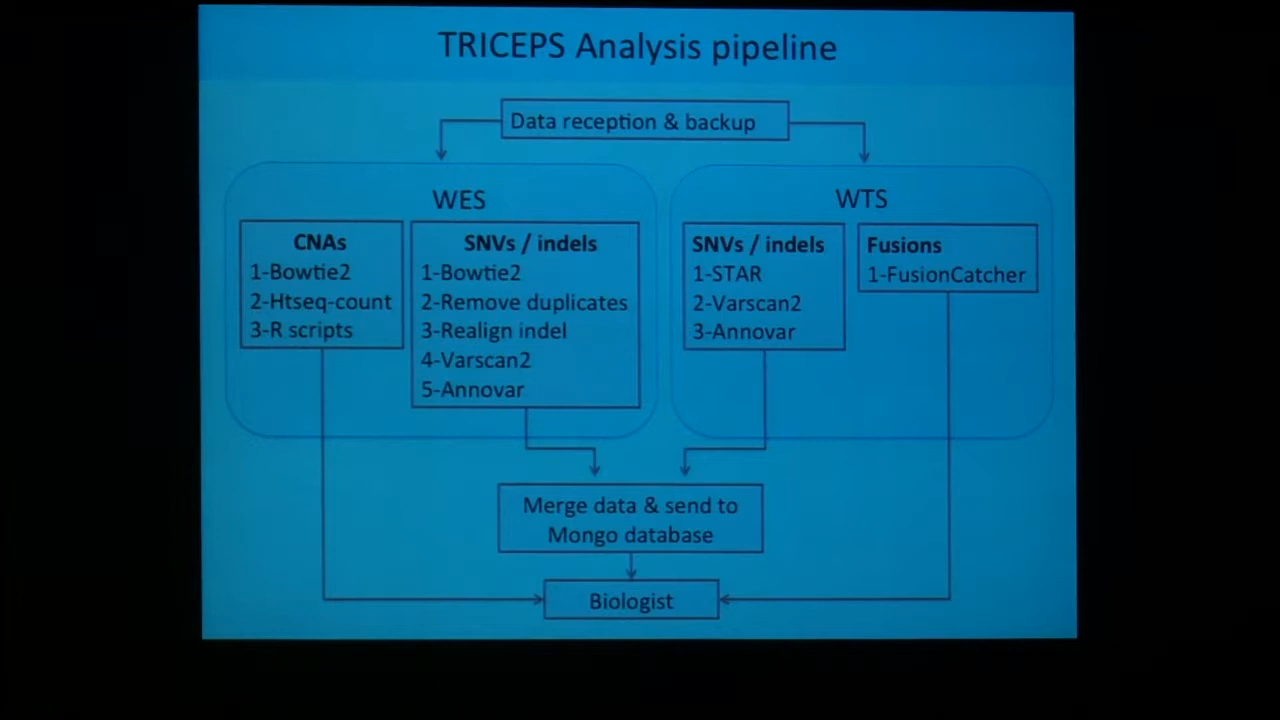 TRICEPS Analysis pipeline
Data reception & backup
WES
CNAs
1-Bowtie2
2-Htseq-count
3-R scripts
SNVs / indels
1-Bowtie2
2-Remove duplicates
3-Realign indel
4-Varscan2
5-Annovar
WTS
SNVs / indels
1-STAR
2-Varscan2
3-Annovar
Fusions
1-FusionCatcher
Merge data & send to
Mongo database
Biologist